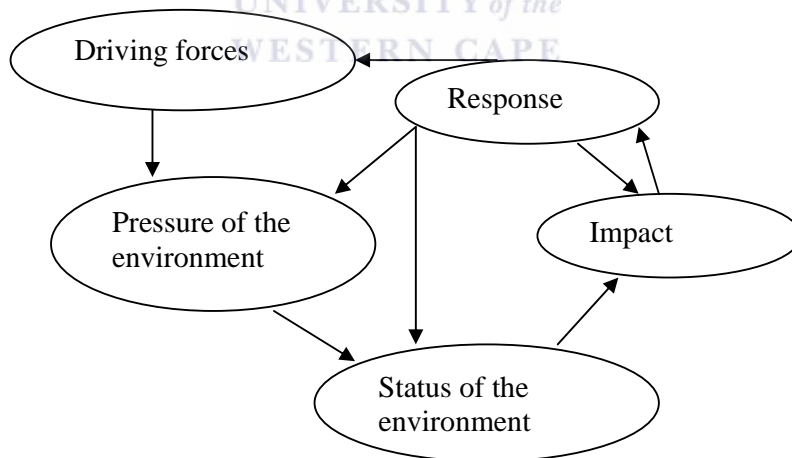 UNIVERSITY of the
WESTERN CAPE
Driving forces
Response
Pressure of the
environment
Impact
Status of the
environment